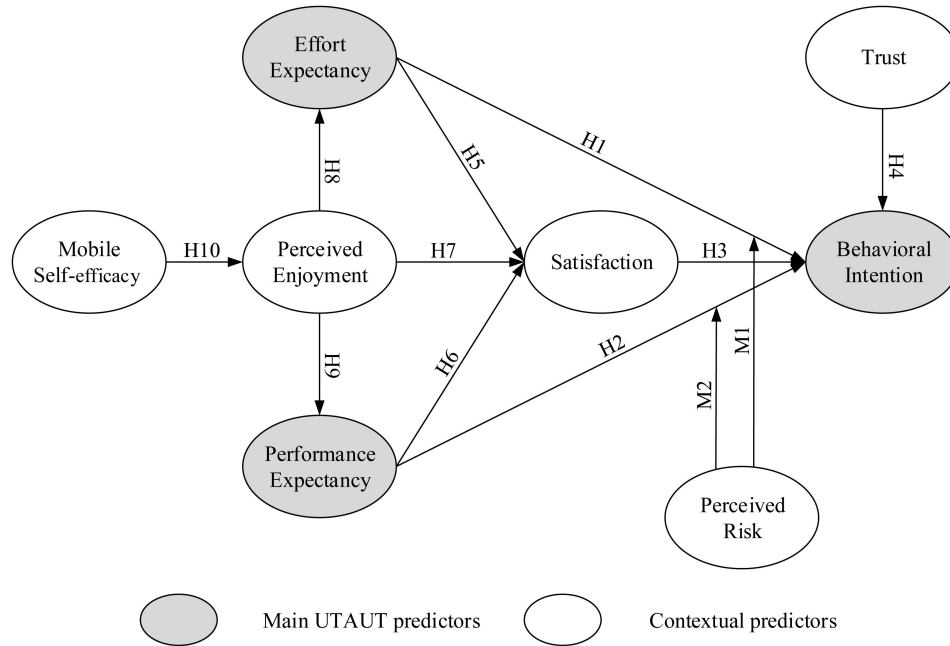 Effort
Expectancy
Trust
H1
H5
H4
H8
Mobile
Self-efficacy
H10
Perceived
Enjoyment
H7
Satisfaction
H3
Behavioral
Intention
H9
H6
H2
M1
M2
Performance
Expectancy
Perceived
Risk
Main UTAUT predictors
Contextual predictors